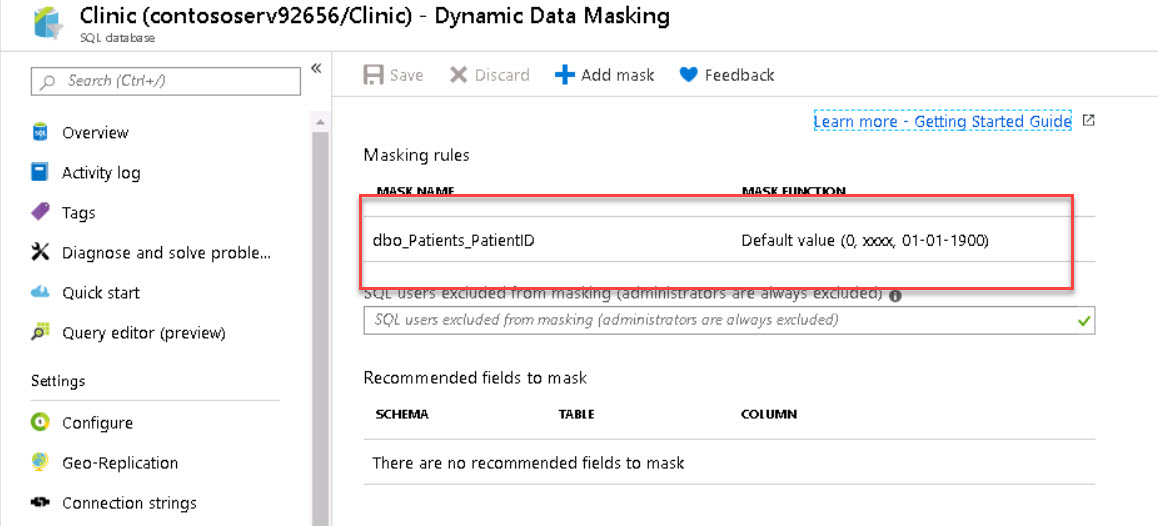 Clinic (contososerv92656/Clinic) - Dynamic Data Masking
SQL database
Search (Ctrl+/)
«
Overview
Activity log
Tags
Diagnose and solve proble...
Quick start
Query editor (preview)
Settings
Configure
Geo-Replication
Connection strings
Save Discard Add mask Feedback
Learn more - Getting Started Guide
Masking rules
MASK NAME MASK FUNCTION
dbo_Patients_PatientID Default value (0, xxxx, 01-01-1900)
SQL users excluded from masking (administrators are always excluded)
SQL users excluded from masking (administrators are always excluded)
Recommended fields to mask
SCHEMA TABLE COLUMN
There are no recommended fields to mask